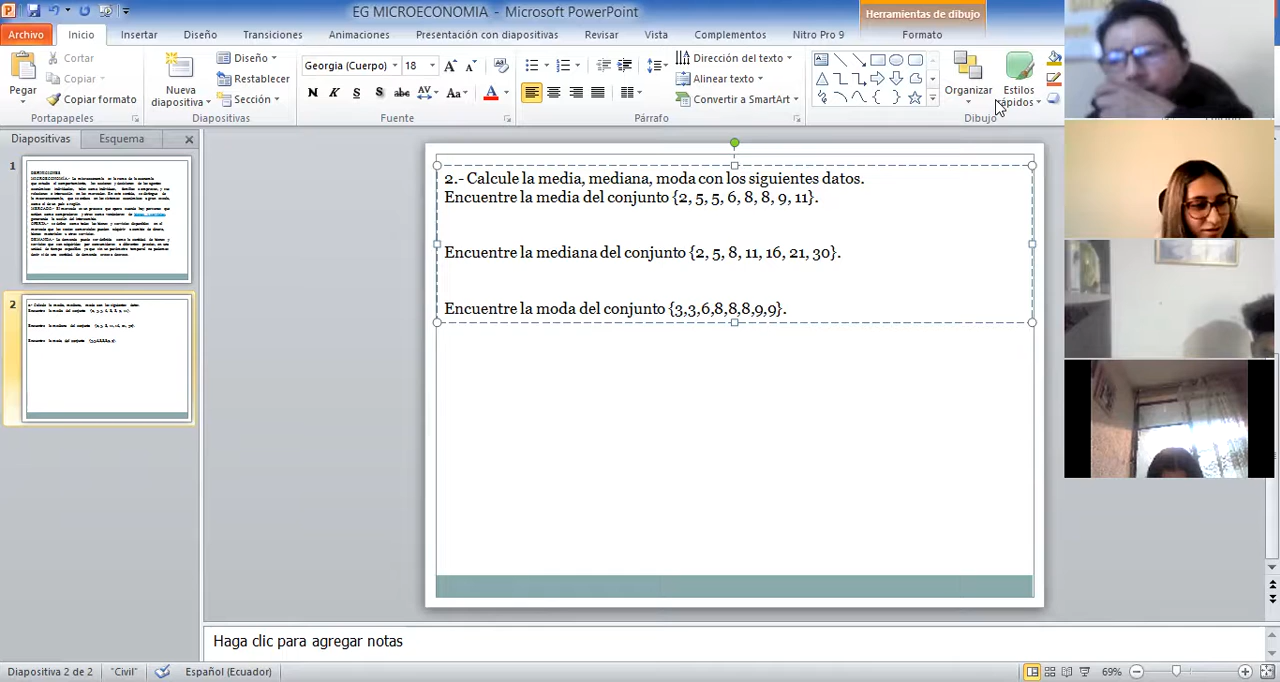 EG MICROECONOMIA - Microsoft PowerPoint
Herramientas de dibujo
Archivo
Inicio
Insertar
Diseño
Transiciones
Animaciones
Presentación con diapositivas
Revisar
Vista
Complementos
Nitro Pro 9
Formato
Pegar
Cortar
Copiar
Copiar formato
Portapapeles
Nueva
diapositiva
Diseño
Restablecer
Sección
Diapositivas
Georgia (Cuerpo)
18
N K S S abc AV Aa A
Fuente
Dirección del texto
Alinear texto
Convertir a SmartArt
Párrafo
Organizar
Estilos
rápidos
Dibujo
Diapositivas
Esquema
1
2
2.- Calcule la media, mediana, moda con los siguientes datos.
Encuentre la media del conjunto {2, 5, 5, 6, 8, 8, 9, 11}.
Encuentre la mediana del conjunto {2, 5, 8, 11, 16, 21, 30}.
Encuentre la moda del conjunto {3,3,6,8,8,8,9,9}.
Haga clic para agregar notas
Diapositiva 2 de 2
"Civil"
Español (Ecuador)
69%